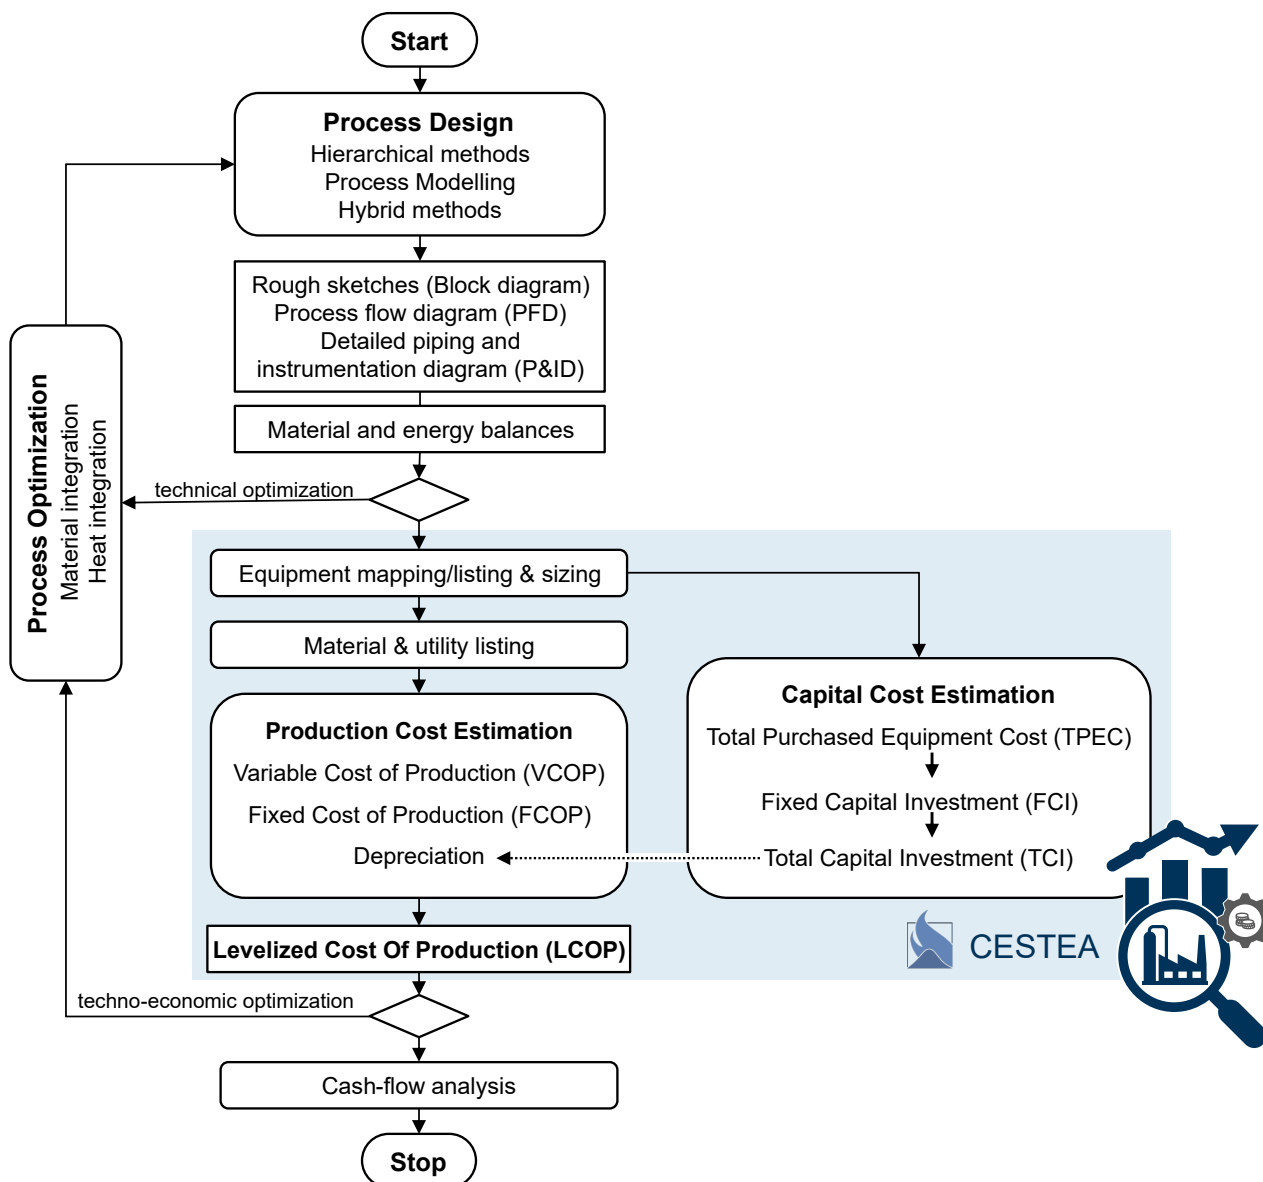 Start
Process Design
Hierarchical methods
Process Modelling
Hybrid methods
Rough sketches (Block diagram)
Process flow diagram (PFD)
Detailed piping and
instrumentation diagram (P&ID)
Material and energy balances
technical optimization
Process Optimization
Material integration
Heat integration
Equipment mapping/listing & sizing
Material & utility listing
Production Cost Estimation
Variable Cost of Production (VCOP)
Fixed Cost of Production (FCOP)
Depreciation
Capital Cost Estimation
Total Purchased Equipment Cost (TPEC)
Fixed Capital Investment (FCI)
Total Capital Investment (TCI)
Levelized Cost Of Production (LCOP)
CESTEA
techno-economic optimization
Cash-flow analysis
Stop